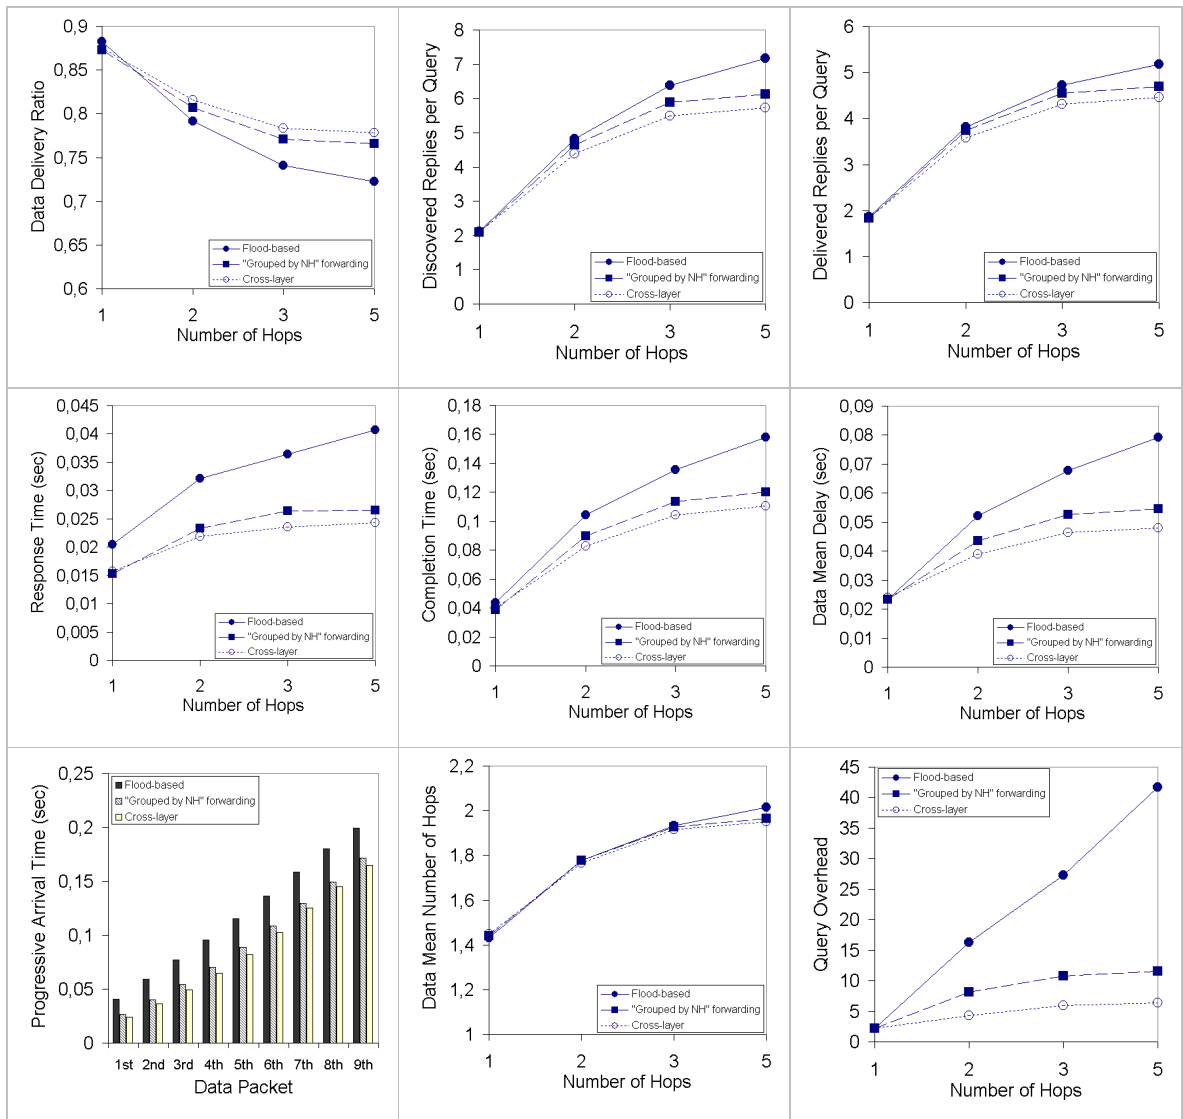 Data Delivery Ratio
0,9
0,85
0,8
0,75
0,7
0,65
0,6
1 2 3 5
Number of Hops
Flood-based
"Grouped by NH" forwarding
Cross-layer
Discovered Replies per Query
8
7
6
5
4
3
2
1
0
1 2 3 5
Number of Hops
Flood-based
"Grouped by NH" forwarding
Cross-layer
Delivered Replies per Query
6
5
4
3
2
1
0
1 2 3 5
Number of Hops
Flood-based
"Grouped by NH" forwarding
Cross-layer
Response Time (sec)
0,045
0,04
0,035
0,03
0,025
0,02
0,015
0,01
0,005
0
1 2 3 5
Number of Hops
Flood-based
"Grouped by NH" forwarding
Cross-layer
Completion Time (sec)
0,18
0,16
0,14
0,12
0,1
0,08
0,06
0,04
0,02
0
1 2 3 5
Number of Hops
Flood-based
"Grouped by NH" forwarding
Cross-layer
Data Mean Delay (sec)
0,09
0,08
0,07
0,06
0,05
0,04
0,03
0,02
0,01
0
1 2 3 5
Number of Hops
Flood-based
"Grouped by NH" forwarding
Cross-layer
Progressive Arrival Time (sec)
0,25
0,2
0,15
0,1
0,05
0
Flood-based
"Grouped by NH" forwarding
Cross-layer
1st 2nd 3rd 4th 5th 6th 7th 8th 9th
Data Packet
Data Mean Number of Hops
2,2
2
1,8
1,6
1,4
1,2
1
1 2 3 5
Number of Hops
Flood-based
"Grouped by NH" forwarding
Cross-layer
Query Overhead
45
40
35
30
25
20
15
10
5
0
Flood-based
"Grouped by NH" forwarding
Cross-layer
1 2 3 5
Number of Hops